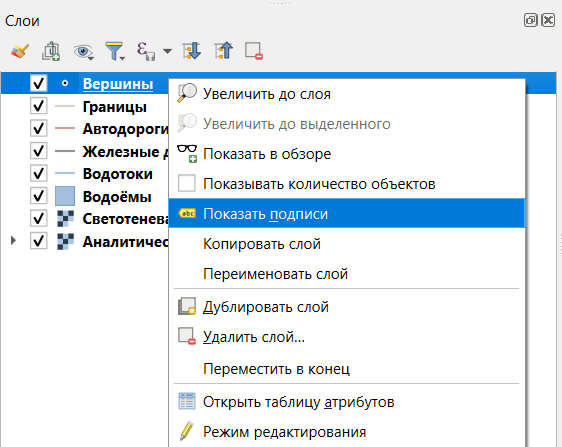 Слои
Вершины
Границы
Автодороги
Железные д
Водотоки
Водоёмы
Светотенева
Аналитичес
Увеличить до слоя
Увеличить до выделенного
Показать в обзоре
Показывать количество объектов
abc Показать подписи
Копировать слой
Переименовать слой
Дублировать слой
Удалить слой...
Переместить в конец
Открыть таблицу атрибутов
Режим редактирования